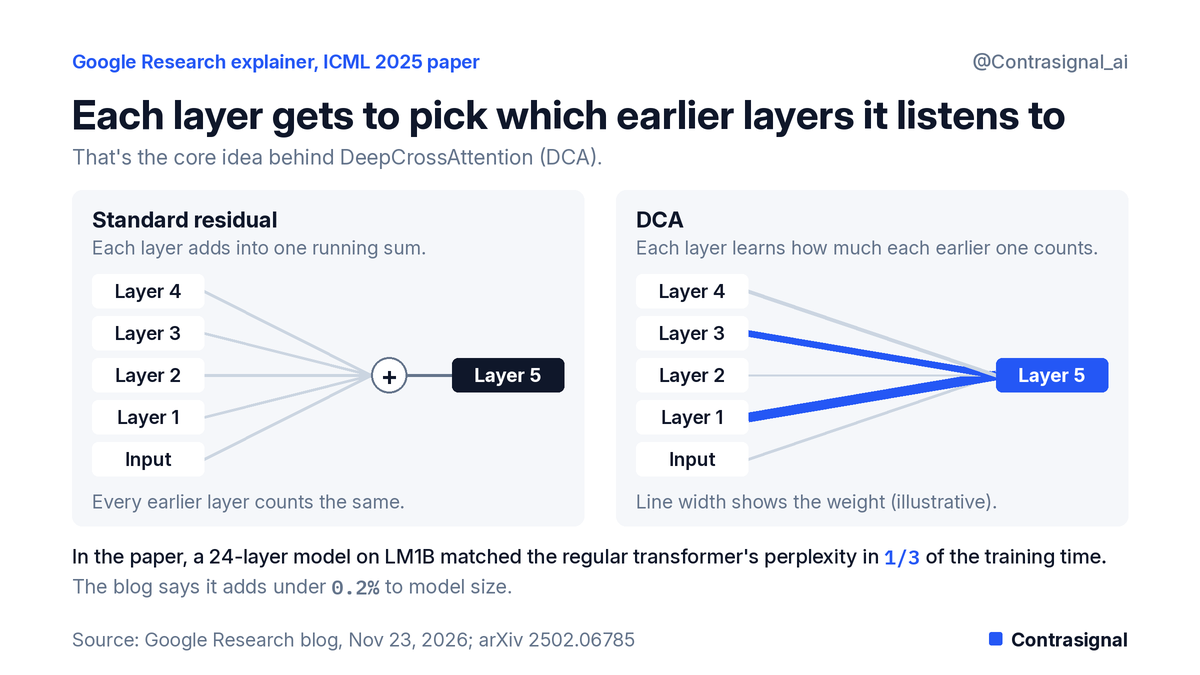 Google Research explainer, ICML 2025 paper
@Contrasignal_ai
Each layer gets to pick which earlier layers it listens to
That's the core idea behind DeepCrossAttention (DCA).
Standard residual
Each layer adds into one running sum.
Layer 4
Layer 3
Layer 2
Layer 1
Input
+
Layer 5
Every earlier layer counts the same.
DCA
Each layer learns how much each earlier one counts.
Layer 4
Layer 3
Layer 2
Layer 1
Input
Layer 5
Line width shows the weight (illustrative).
In the paper, a 24-layer model on LM1B matched the regular transformer's perplexity in 1/3 of the training time.
The blog says it adds under 0.2% to model size.
Source: Google Research blog, Nov 23, 2026; arXiv 2502.06785
Contrasignal